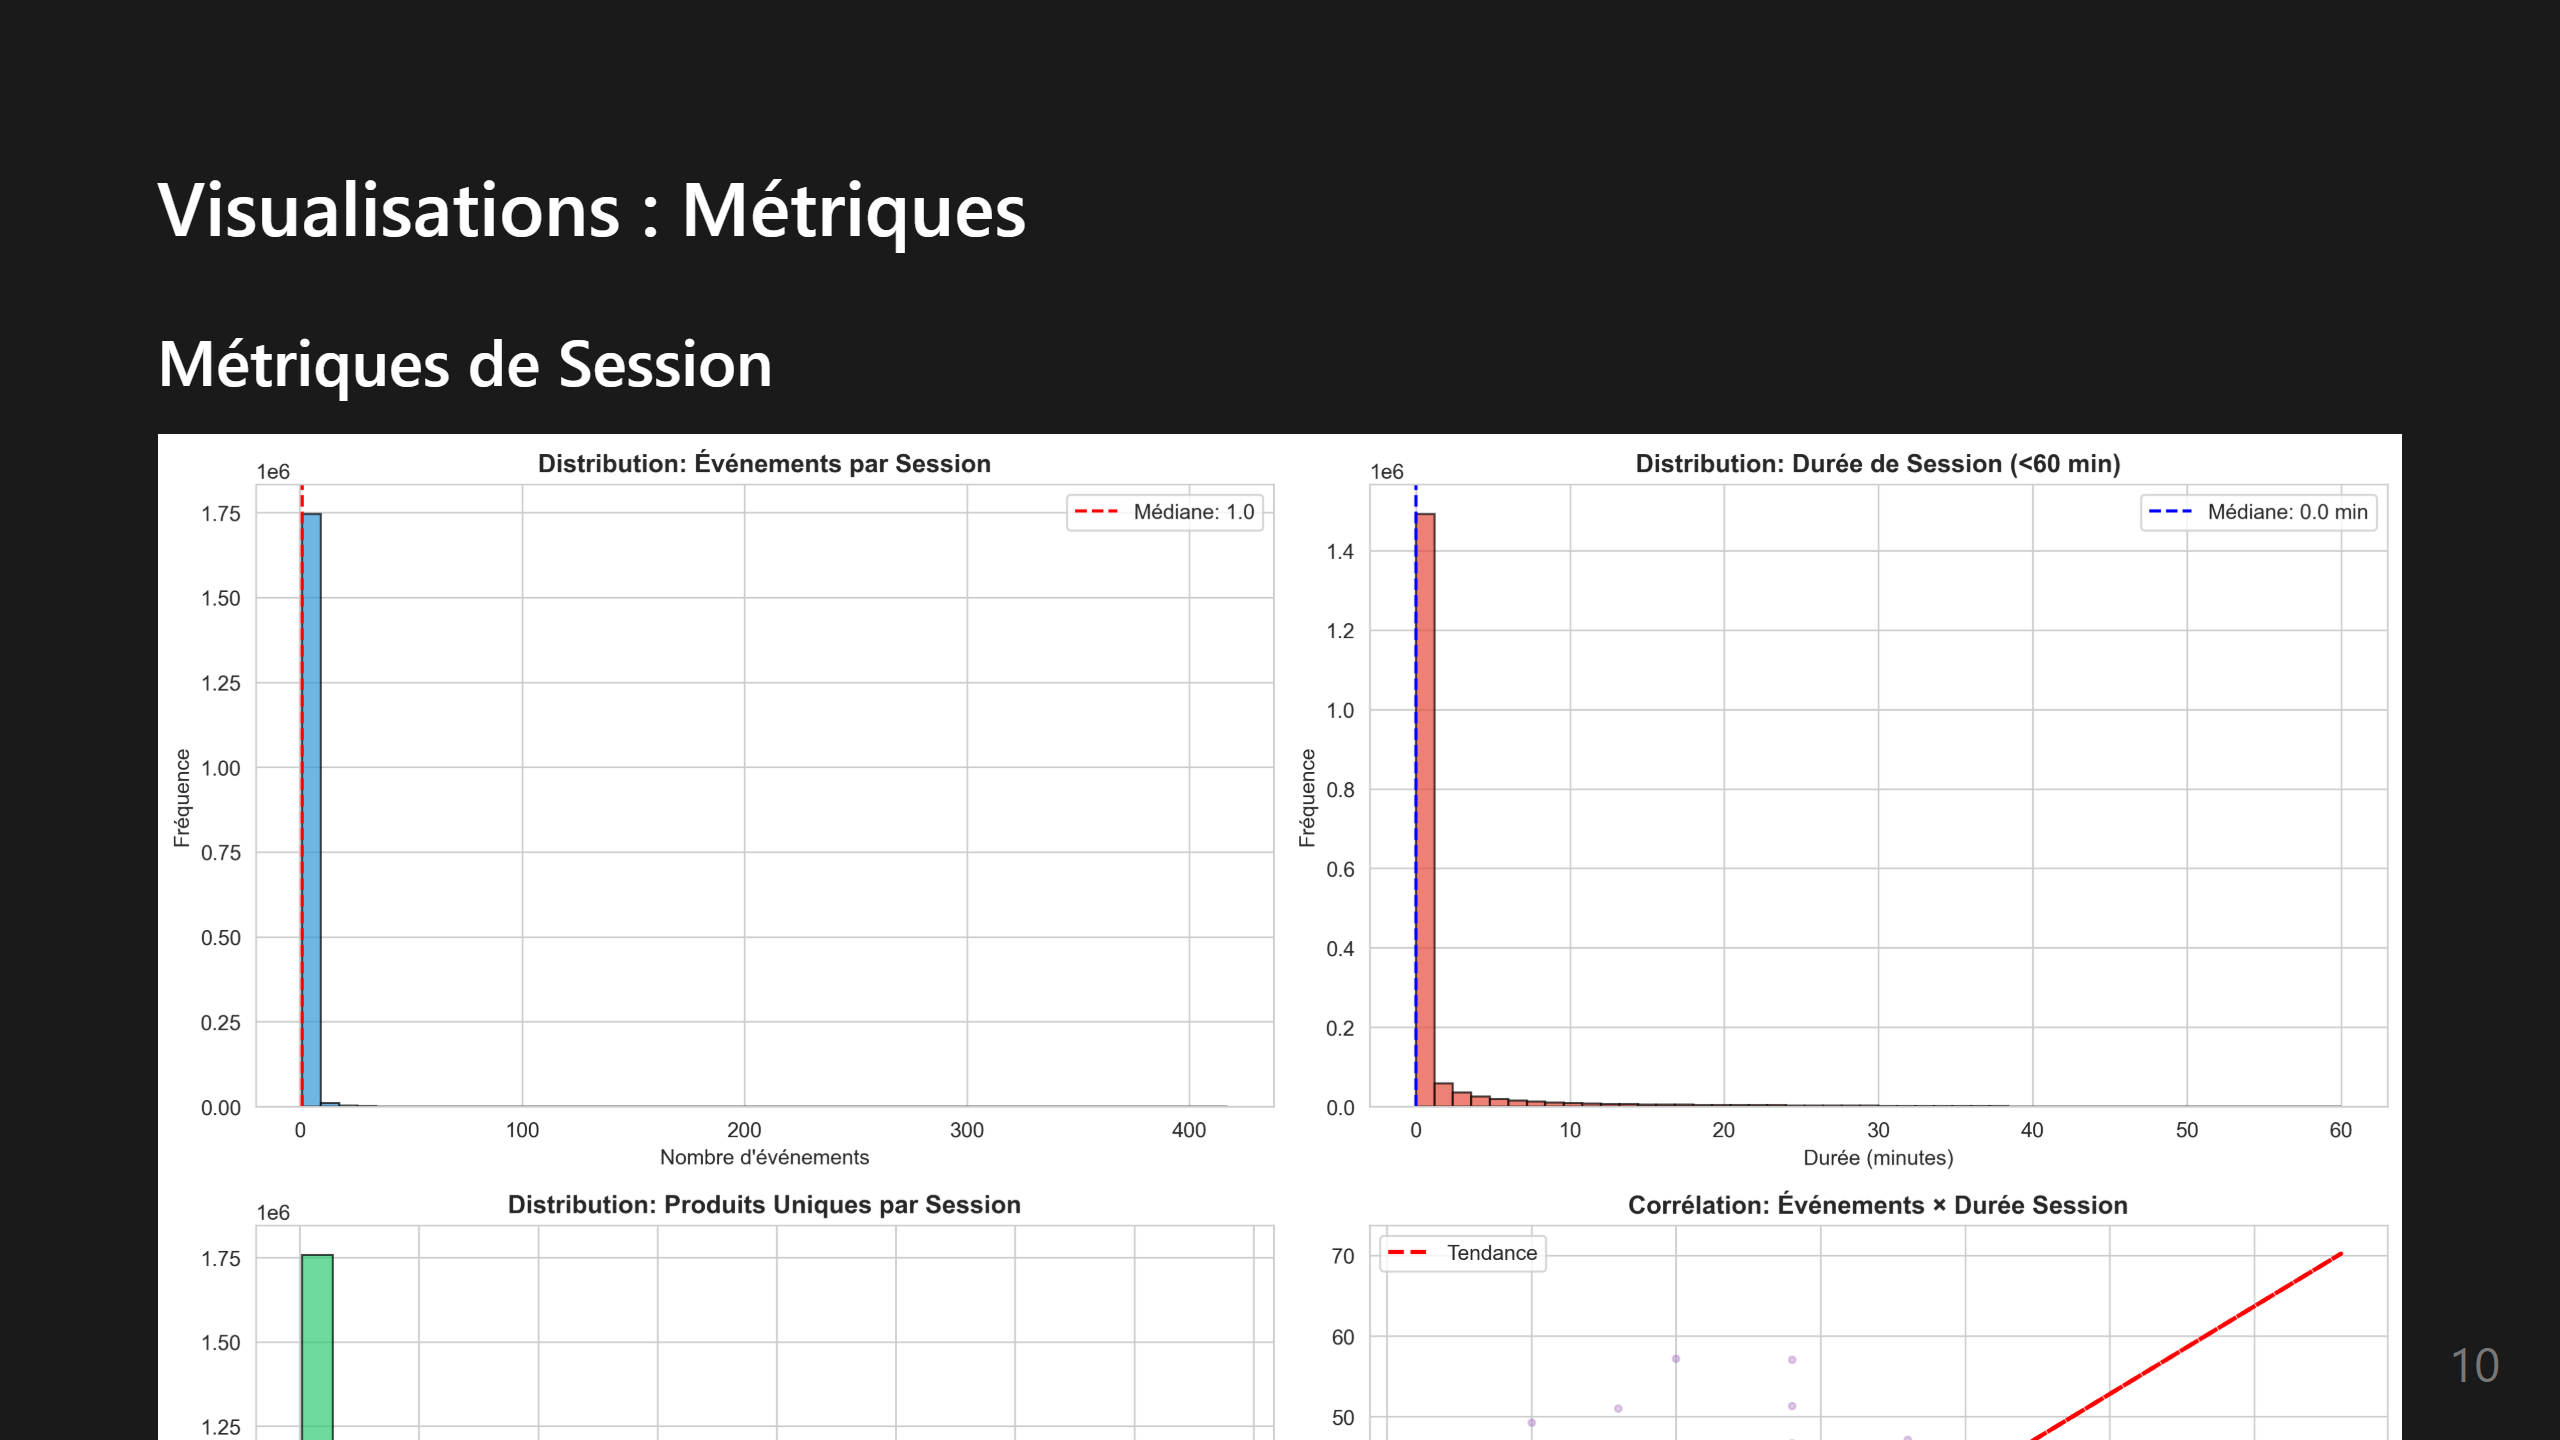 Visualisations : Métriques
Métriques de Session
Distribution: Événements par Session
1e6
Médiane: 1.0
1.75
1.50
1.25
1.00
0.75
0.50
0.25
0.00
Fréquence
0 100 200 300 400
Nombre d'événements
Distribution: Durée de Session (<60 min)
1e6
Médiane: 0.0 min
1.4
1.2
1.0
0.8
0.6
0.4
0.2
0.0
Fréquence
0 10 20 30 40 50 60
Durée (minutes)
Distribution: Produits Uniques par Session
1e6
1.75
1.50
1.25
Corrélation: Événements × Durée Session
Tendance
70
60
50
10